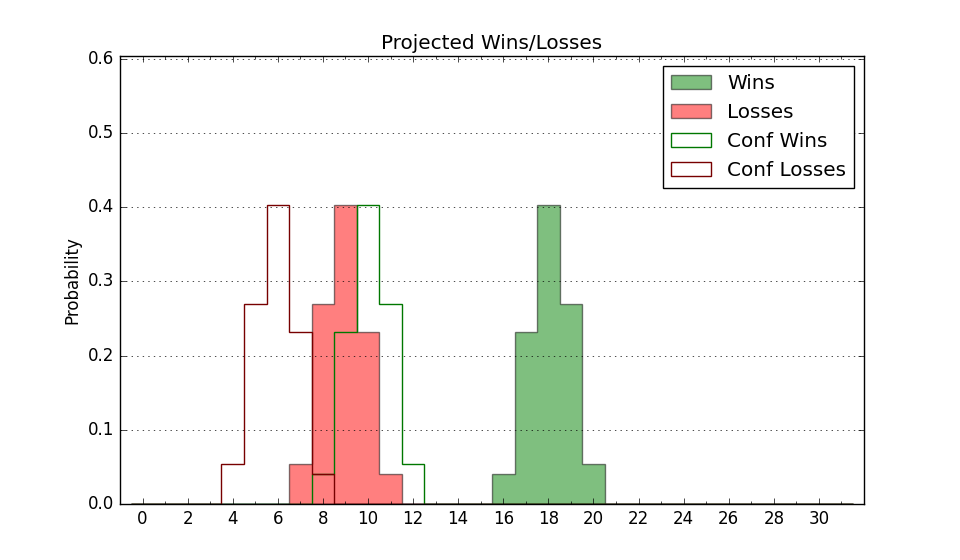 Projected Wins/Losses
0.6
0.5
0.4
0.3
0.2
0.1
0.0
Probability
Wins
Losses
Conf Wins
Conf Losses
0 2 4 6 8 10 12 14 16 18 20 22 24 26 28 30